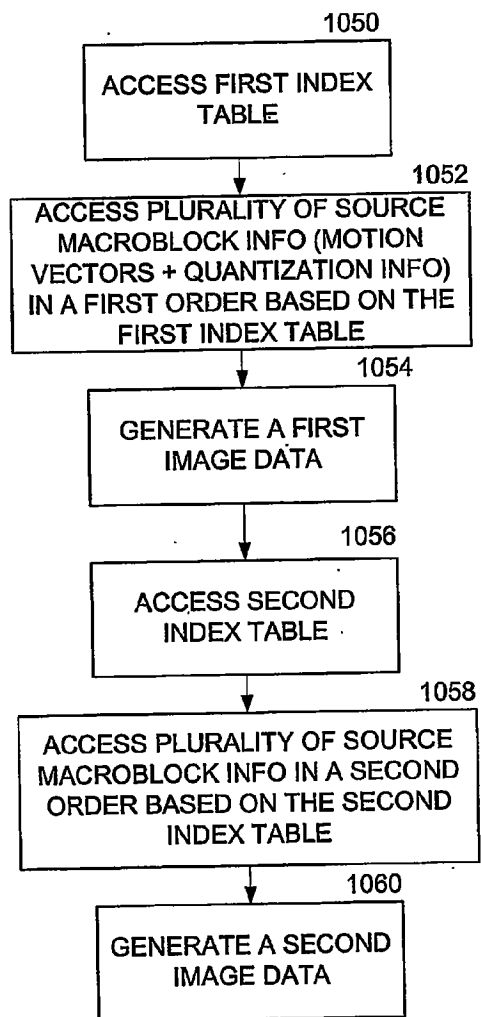 1050
ACCESS FIRST INDEX
TABLE
1052
ACCESS PLURALITY OF SOURCE
MACROBLOCK INFO (MOTION
VECTORS + QUANTIZATION INFO)
IN A FIRST ORDER BASED ON THE
FIRST INDEX TABLE
1054
GENERATE A FIRST
IMAGE DATA
1056
ACCESS SECOND
INDEX TABLE
1058
ACCESS PLURALITY OF SOURCE
MACROBLOCK INFO IN A SECOND
ORDER BASED ON THE SECOND
INDEX TABLE
1060
GENERATE A SECOND
IMAGE DATA